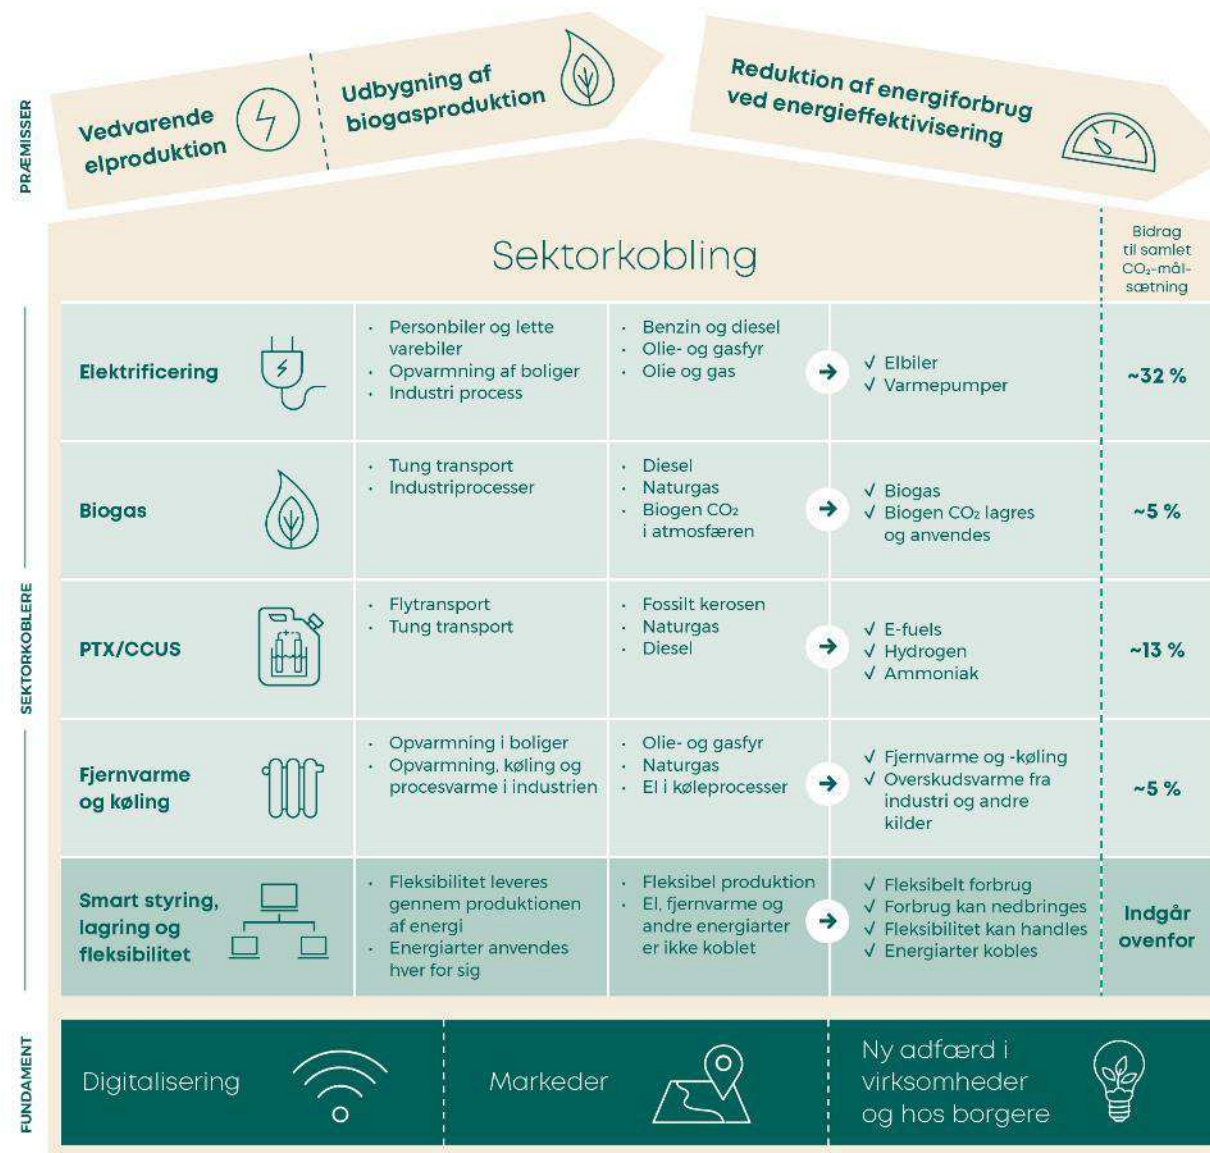 PRÆMISSER
Vedvarende
elproduktion
Udbygning af
biogasproduktion
Reduktion af energiforbrug
ved energieffektivisering
Sektorkobling
Bidrag
til samlet
CO₂-mål-
sætning
SEKTORKOBLERE
Elektrificering
· Personbiler og lette
varebiler
· Opvarmning af boliger
· Industri process
· Benzin og diesel
· Olie- og gasfyr
· Olie og gas
✓ Elbiler
✓ Varmepumper
~32 %
Biogas
· Tung transport
· Industriprocesser
· Diesel
· Naturgas
· Biogen CO₂
i atmosfæren
✓ Biogas
✓ Biogen CO₂ lagres
og anvendes
~5 %
PTX/CCUS
· Flytransport
· Tung transport
· Fossilt kerosen
· Naturgas
· Diesel
✓ E-fuels
✓ Hydrogen
✓ Ammoniak
~13 %
Fjernvarme
og køling
· Opvarmning i boliger
· Opvarmning, køling og
procesvarme i industrien
· Olie- og gasfyr
· Naturgas
· El i køleprocesser
✓ Fjernvarme og -køling
✓ Overskudsvarme fra
industri og andre
kilder
~5 %
Smart styring,
lagring og
fleksibilitet
· Fleksibilitet leveres
gennem produktionen
af energi
· Energiarter anvendes
hver for sig
· Fleksibel produktion
· El, fjernvarme og
andre energiarter
er ikke koblet
✓ Fleksibelt forbrug
✓ Forbrug kan nedbringes
✓ Fleksibilitet kan handles
✓ Energiarter kobles
Indgår
ovenfor
FUNDAMENT
Digitalisering
Markeder
Ny adfærd i
virksomheder
og hos borgere